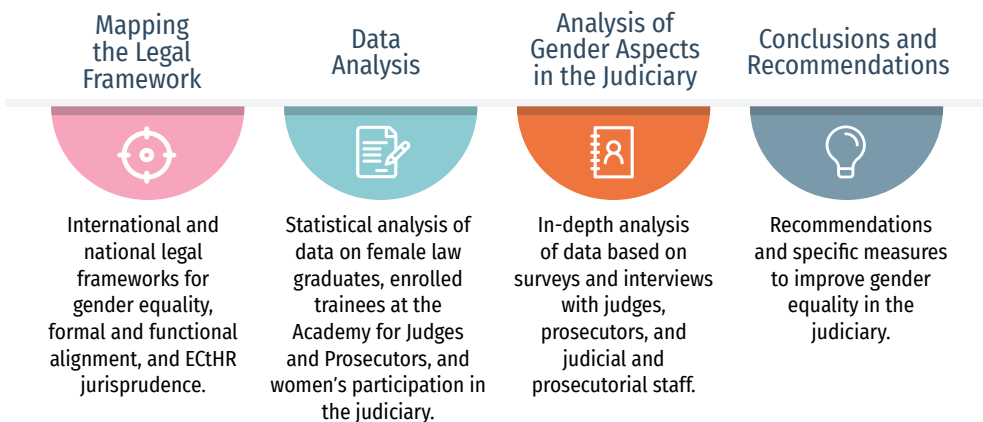 Mapping
the Legal
Framework
International and
national legal
frameworks for
gender equality,
formal and functional
alignment, and ECtHR
jurisprudence.
Data
Analysis
Statistical analysis of
data on female law
graduates, enrolled
trainees at the
Academy for Judges
and Prosecutors, and
women’s participation in
the judiciary.
Analysis of
Gender Aspects
in the Judiciary
In-depth analysis
of data based on
surveys and interviews
with judges,
prosecutors, and
judicial and
prosecutorial staff.
Conclusions and
Recommendations
Recommendations
and specific measures
to improve gender
equality in the
judiciary.